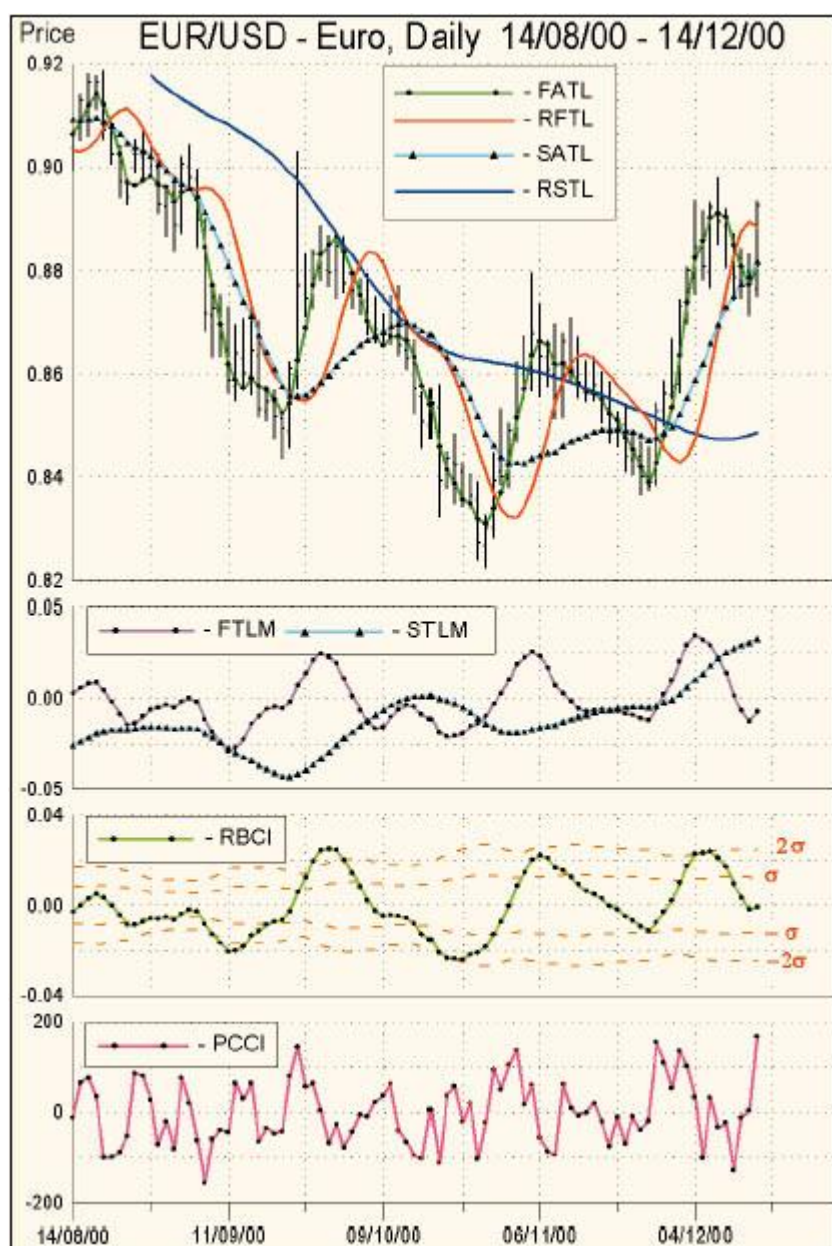 Price
EUR/USD - Euro, Daily 14/08/00 - 14/12/00
0.92
- FATL
- RFTL
- SATL
- RSTL
0.90
0.88
0.86
0.84
0.82
0.05
- FTLM
- STLM
0.00
-0.05
0.04
- RBCI
2σ
σ
0.00
- σ
-2σ
-0.04
200
- PCCI
0
-200
14/08/00
11/09/00
09/10/00
06/11/00
04/12/00